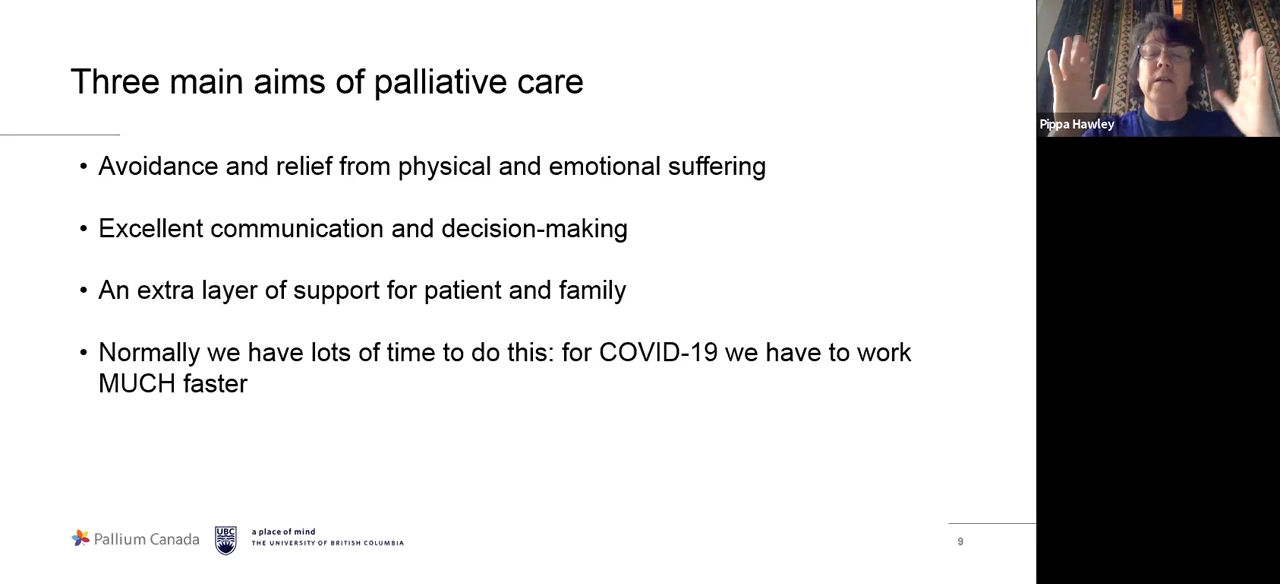 Three main aims of palliative care
• Avoidance and relief from physical and emotional suffering
• Excellent communication and decision-making
• An extra layer of support for patient and family
• Normally we have lots of time to do this: for COVID-19 we have to work
MUCH faster
Pallium Canada
UBC
a place of mind
THE UNIVERSITY OF BRITISH COLUMBIA
9
Pippa Hawley